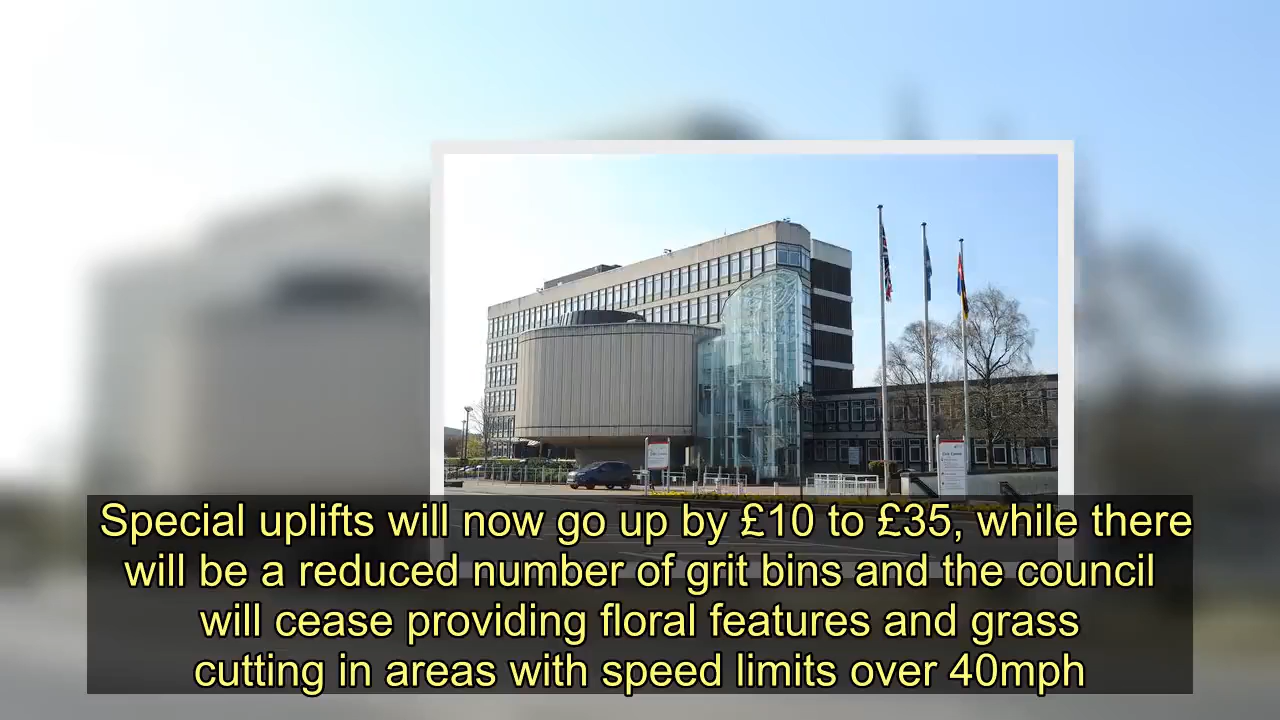 Special uplifts will now go up by £10 to £35, while there
will be a reduced number of grit bins and the council
will cease providing floral features and grass
cutting in areas with speed limits over 40mph